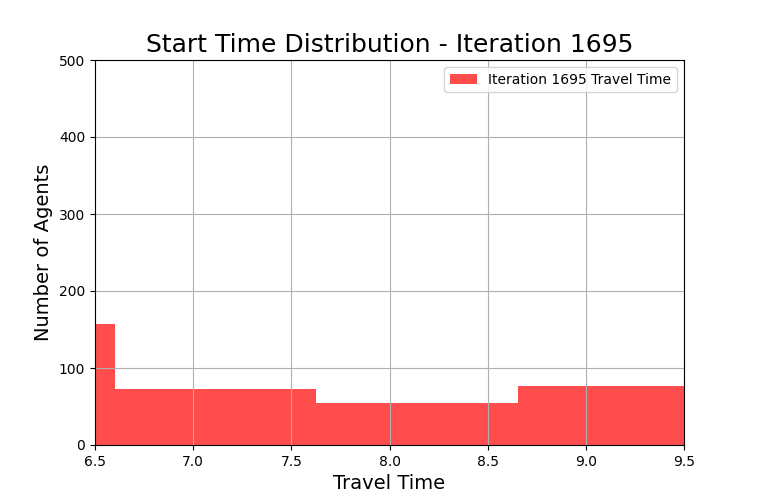 Start Time Distribution - Iteration 1695
Iteration 1695 Travel Time
Number of Agents
500
400
300
200
100
0
6.5 7.0 7.5 8.0 8.5 9.0 9.5
Travel Time